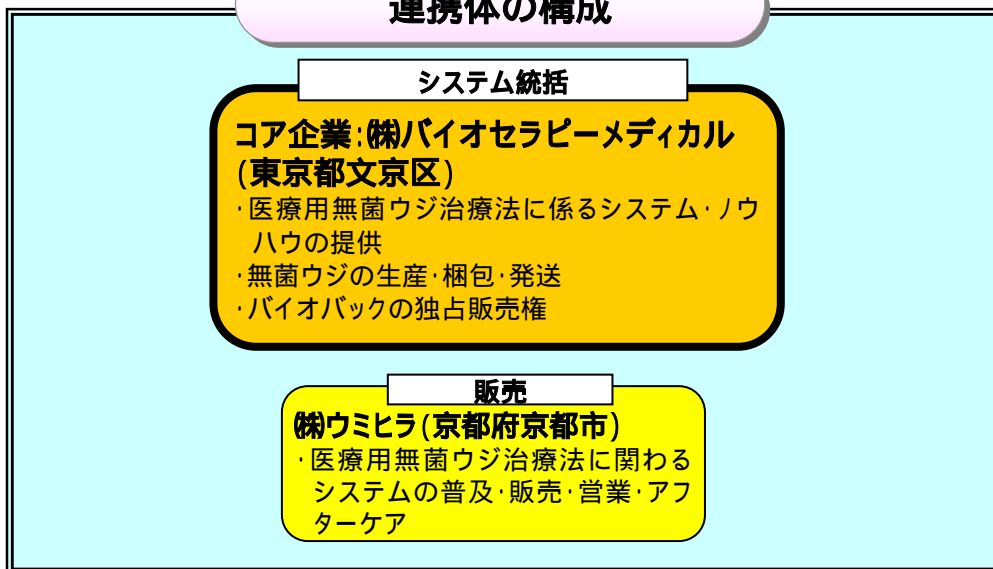 連携体の構成
システム統括
コア企業:㈱バイオセラピーメディカル
(東京都文京区)
・医療用無菌ウジ治療法に係るシステム・ノウ
ハウの提供
・無菌ウジの生産・梱包・発送
・バイオバックの独占販売権
販売
㈱ウミヒラ(京都府京都市)
・医療用無菌ウジ治療法に関わる
システムの普及・販売・営業・アフ
ターケア